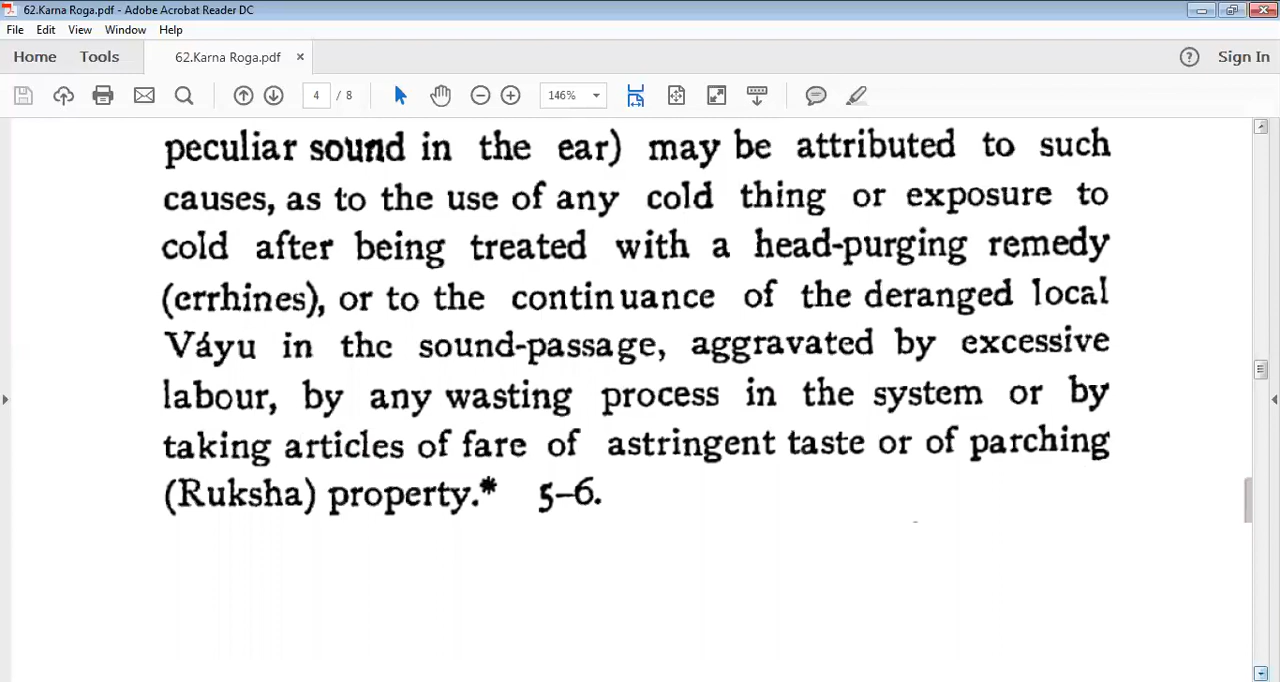 62.Karna Roga.pdf - Adobe Acrobat Reader DC
File Edit View Window Help
Home Tools 62.Karna Roga.pdf × ? Sign In
4 / 8 146%
peculiar sound in the ear) may be attributed to such
causes, as to the use of any cold thing or exposure to
cold after being treated with a head-purging remedy
(errhines), or to the continuance of the deranged local
Váyu in the sound-passage, aggravated by excessive
labour, by any wasting process in the system or by
taking articles of fare of astringent taste or of parching
(Ruksha) property.* 5–6.